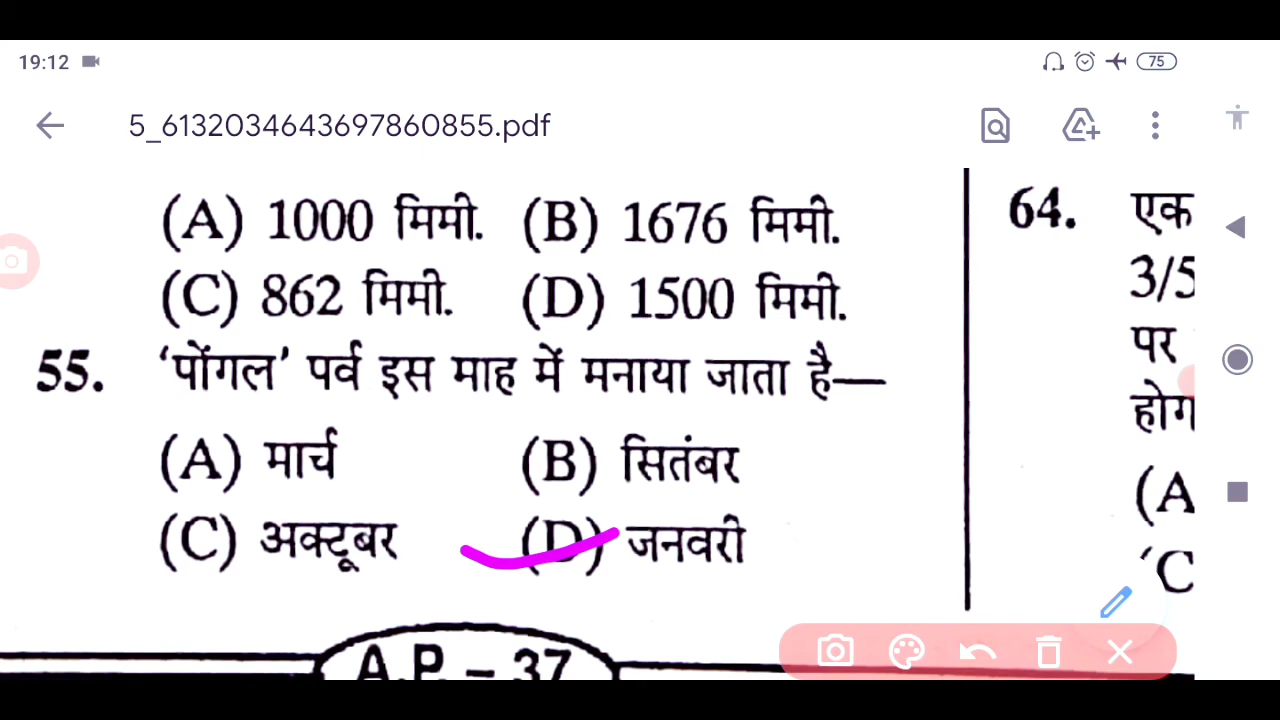 19:12 75
5_6132034643697860855.pdf
(A) 1000 मिमी. (B) 1676 मिमी.
(C) 862 मिमी. (D) 1500 मिमी.
55. ‘पोंगल’ पर्व इस माह में मनाया जाता है—
(A) मार्च (B) सितंबर
(C) अक्टूबर (D) जनवरी
A.P. – 37
64. एक
3/5
पर
होग
(A
‘C